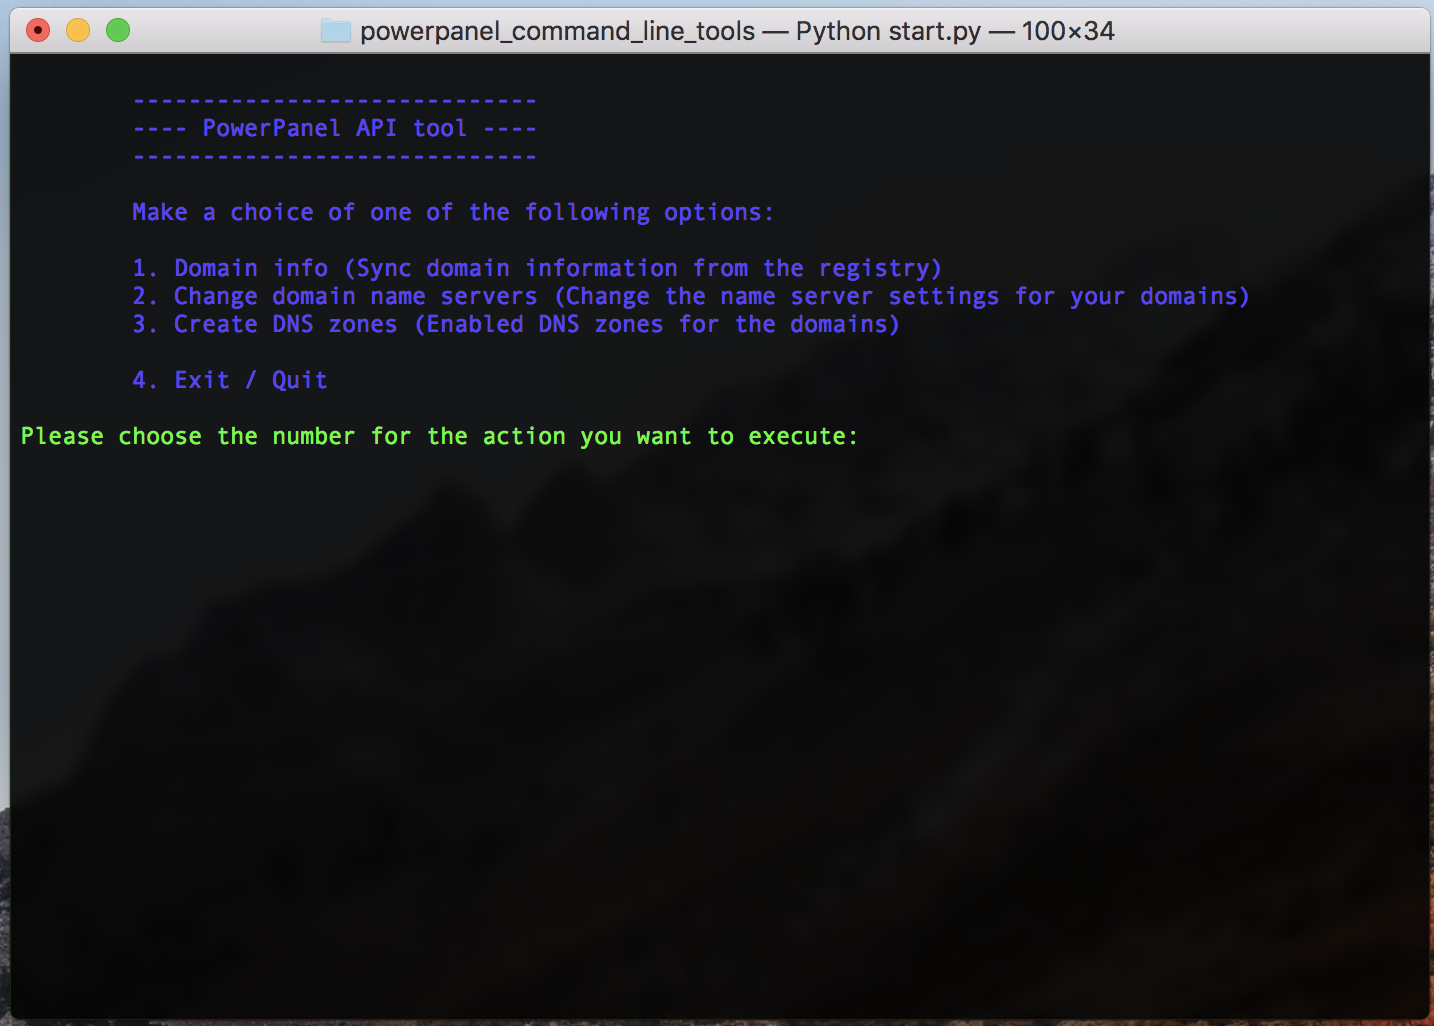 powerpanel_command_line_tools — Python start.py — 100×34
-----------------------------
---- PowerPanel API tool ----
-----------------------------
Make a choice of one of the following options:
1. Domain info (Sync domain information from the registry)
2. Change domain name servers (Change the name server settings for your domains)
3. Create DNS zones (Enabled DNS zones for the domains)
4. Exit / Quit
Please choose the number for the action you want to execute: